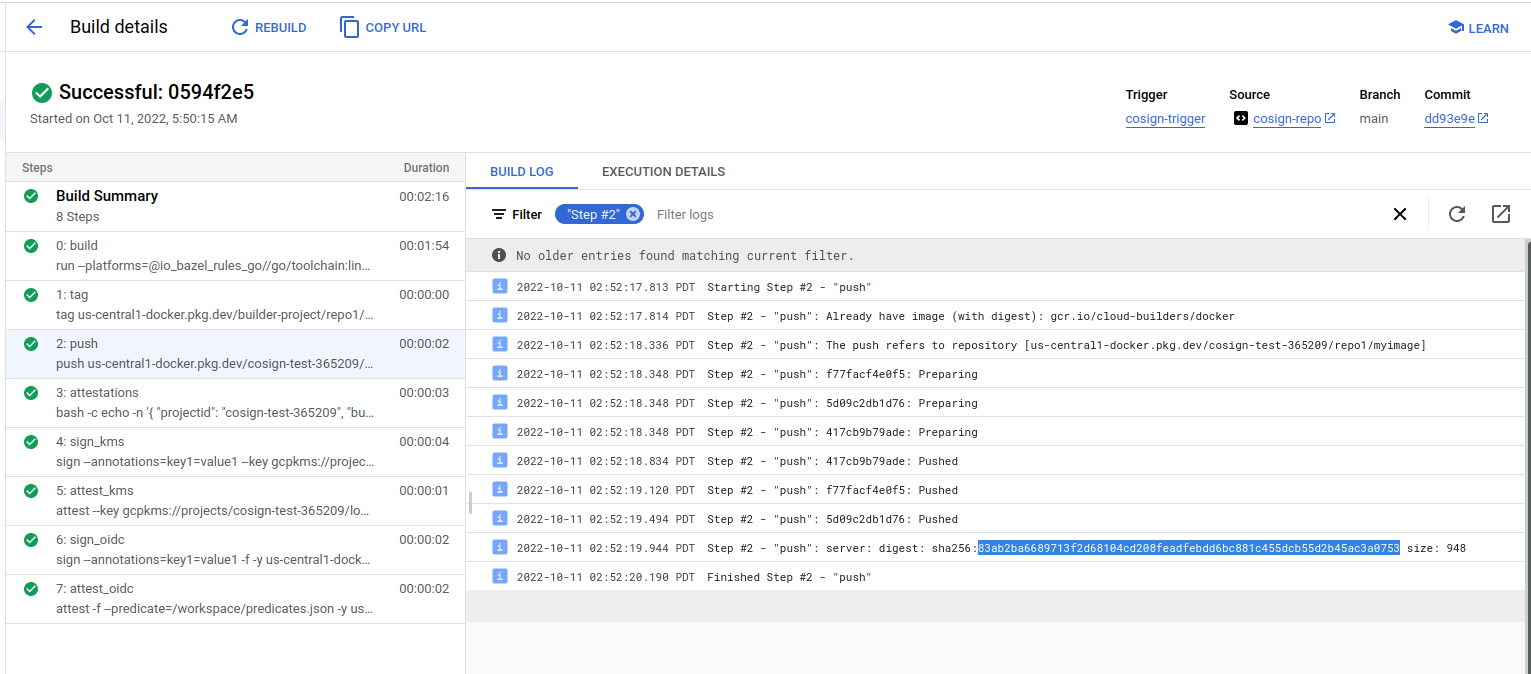 Build details
REBUILD
COPY URL
LEARN
Successful: 0594f2e5
Started on Oct 11, 2022, 5:50:15 AM
Trigger
cosign-trigger
Source
cosign-repo
Branch
main
Commit
dd93e9e
Steps Duration
Build Summary 00:02:16
8 Steps
0: build 00:01:54
run --platforms=@io_bazel_rules_go//go/toolchain:lin...
1: tag 00:00:00
tag us-central1-docker.pkg.dev/builder-project/repo1/...
2: push 00:00:02
push us-central1-docker.pkg.dev/cosign-test-365209/...
3: attestations 00:00:03
bash -c echo -n '{ "projectid": "cosign-test-365209", "bu...
4: sign_kms 00:00:04
sign --annotations=key1=value1 --key gcpkms://projec...
5: attest_kms 00:00:01
attest --key gcpkms://projects/cosign-test-365209/lo...
6: sign_oidc 00:00:02
sign --annotations=key1=value1 -f -y us-central1-dock...
7: attest_oidc 00:00:02
attest -f --predicate=/workspace/predicates.json -y us...
BUILD LOG EXECUTION DETAILS
Filter "Step #2" Filter logs
No older entries found matching current filter.
2022-10-11 02:52:17.813 PDT Starting Step #2 - "push"
2022-10-11 02:52:17.814 PDT Step #2 - "push": Already have image (with digest): gcr.io/cloud-builders/docker
2022-10-11 02:52:18.336 PDT Step #2 - "push": The push refers to repository [us-central1-docker.pkg.dev/cosign-test-365209/repo1/myimage]
2022-10-11 02:52:18.348 PDT Step #2 - "push": f77facf4e0f5: Preparing
2022-10-11 02:52:18.348 PDT Step #2 - "push": 5d09c2db1d76: Preparing
2022-10-11 02:52:18.348 PDT Step #2 - "push": 417cb9b79ade: Preparing
2022-10-11 02:52:18.834 PDT Step #2 - "push": 417cb9b79ade: Pushed
2022-10-11 02:52:19.120 PDT Step #2 - "push": f77facf4e0f5: Pushed
2022-10-11 02:52:19.494 PDT Step #2 - "push": 5d09c2db1d76: Pushed
2022-10-11 02:52:19.944 PDT Step #2 - "push": server: digest: sha256:83ab2ba6689713f2d68104cd208feadfebdd6bc881c455dcb55d2b45ac3a0753 size: 948
2022-10-11 02:52:20.190 PDT Finished Step #2 - "push"